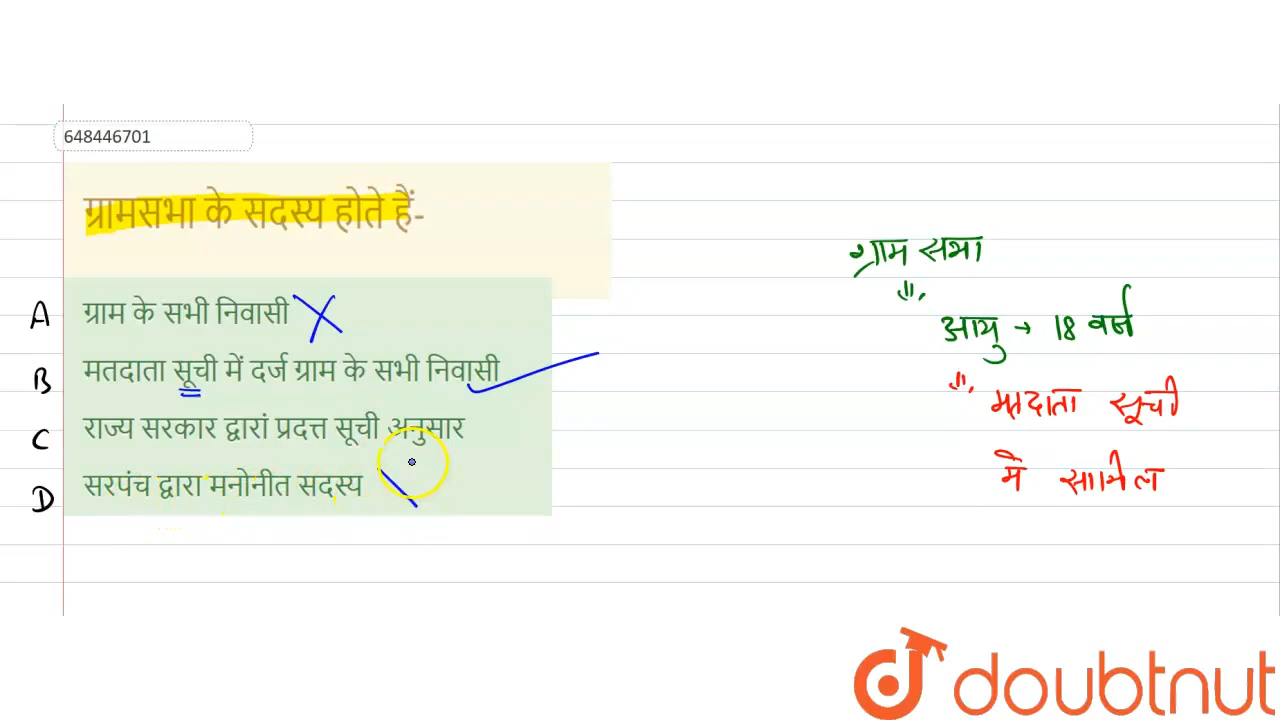 648446701
ग्रामसभा के सदस्य होते हैं-
A ग्राम के सभी निवासी
B मतदाता सूची में दर्ज ग्राम के सभी निवासी
C राज्य सरकार द्वारां प्रदत्त सूची अनुसार
D सरपंच द्वारा मनोनीत सदस्य
ग्राम सभा
आयु → 18 वर्ष
मतदाता सूची
मे सामिल
doubtnut